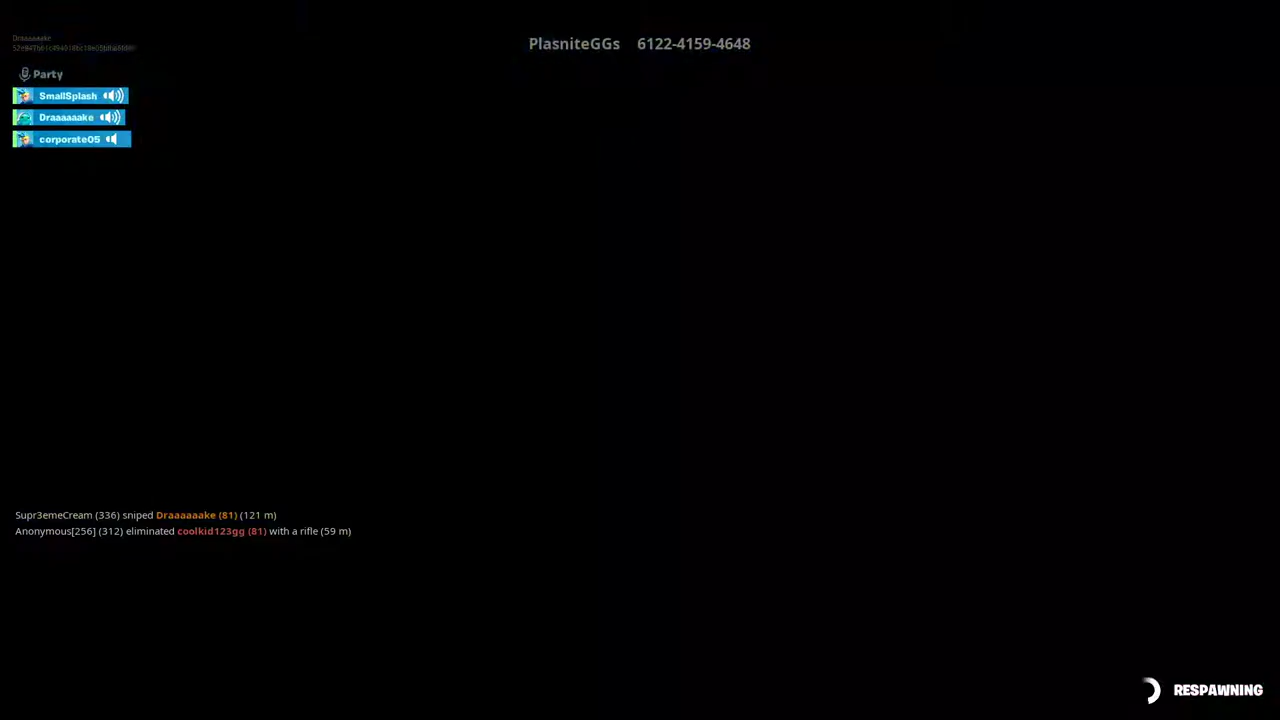 Draaaaaake
PlasniteGGs 6122-4159-4648
Party
SmallSplash
Draaaaaake
corporate05
Supr3emeCream (336) sniped Draaaaaake (81) (121 m)
Anonymous[256] (312) eliminated coolkid123gg (81) with a rifle (59 m)
RESPAWNING